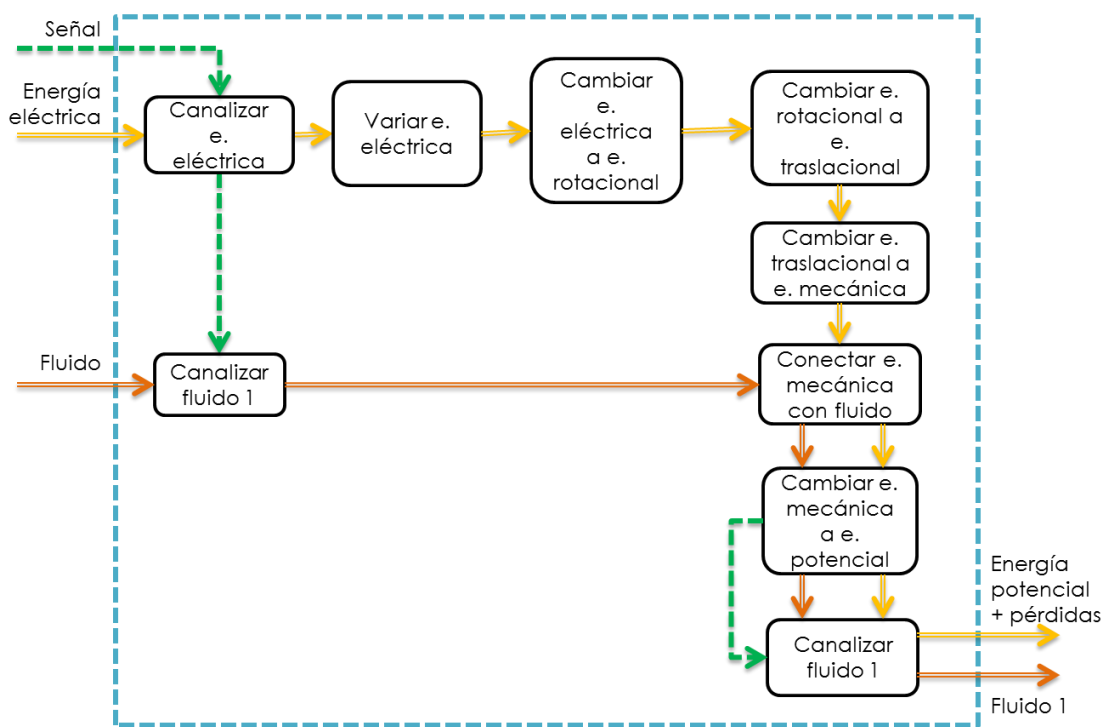 Señal
Energía
eléctrica
Canalizar
e.
eléctrica
Variar e.
eléctrica
Cambiar
e.
eléctrica
a e.
rotacional
Cambiar e.
rotacional a
e.
traslacional
Cambiar e.
traslacional a
e. mecánica
Fluido
Canalizar
fluido 1
Conectar e.
mecánica
con fluido
Cambiar e.
mecánica
a e.
potencial
Canalizar
fluido 1
Energía
potencial
+ pérdidas
Fluido 1